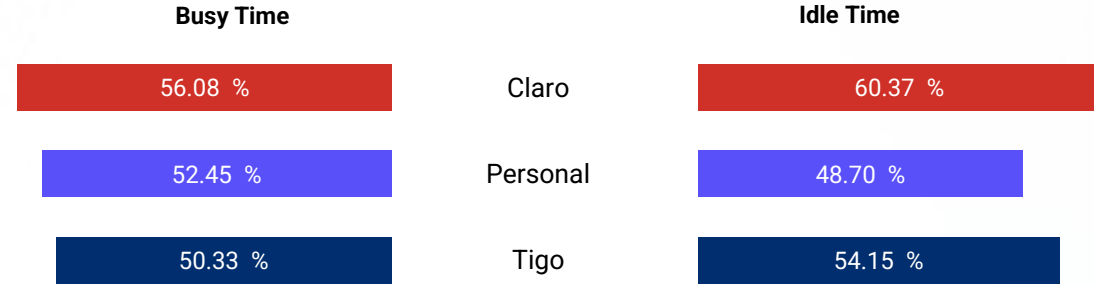 Busy Time Idle Time
56.08 % Claro 60.37 %
52.45 % Personal 48.70 %
50.33 % Tigo 54.15 %